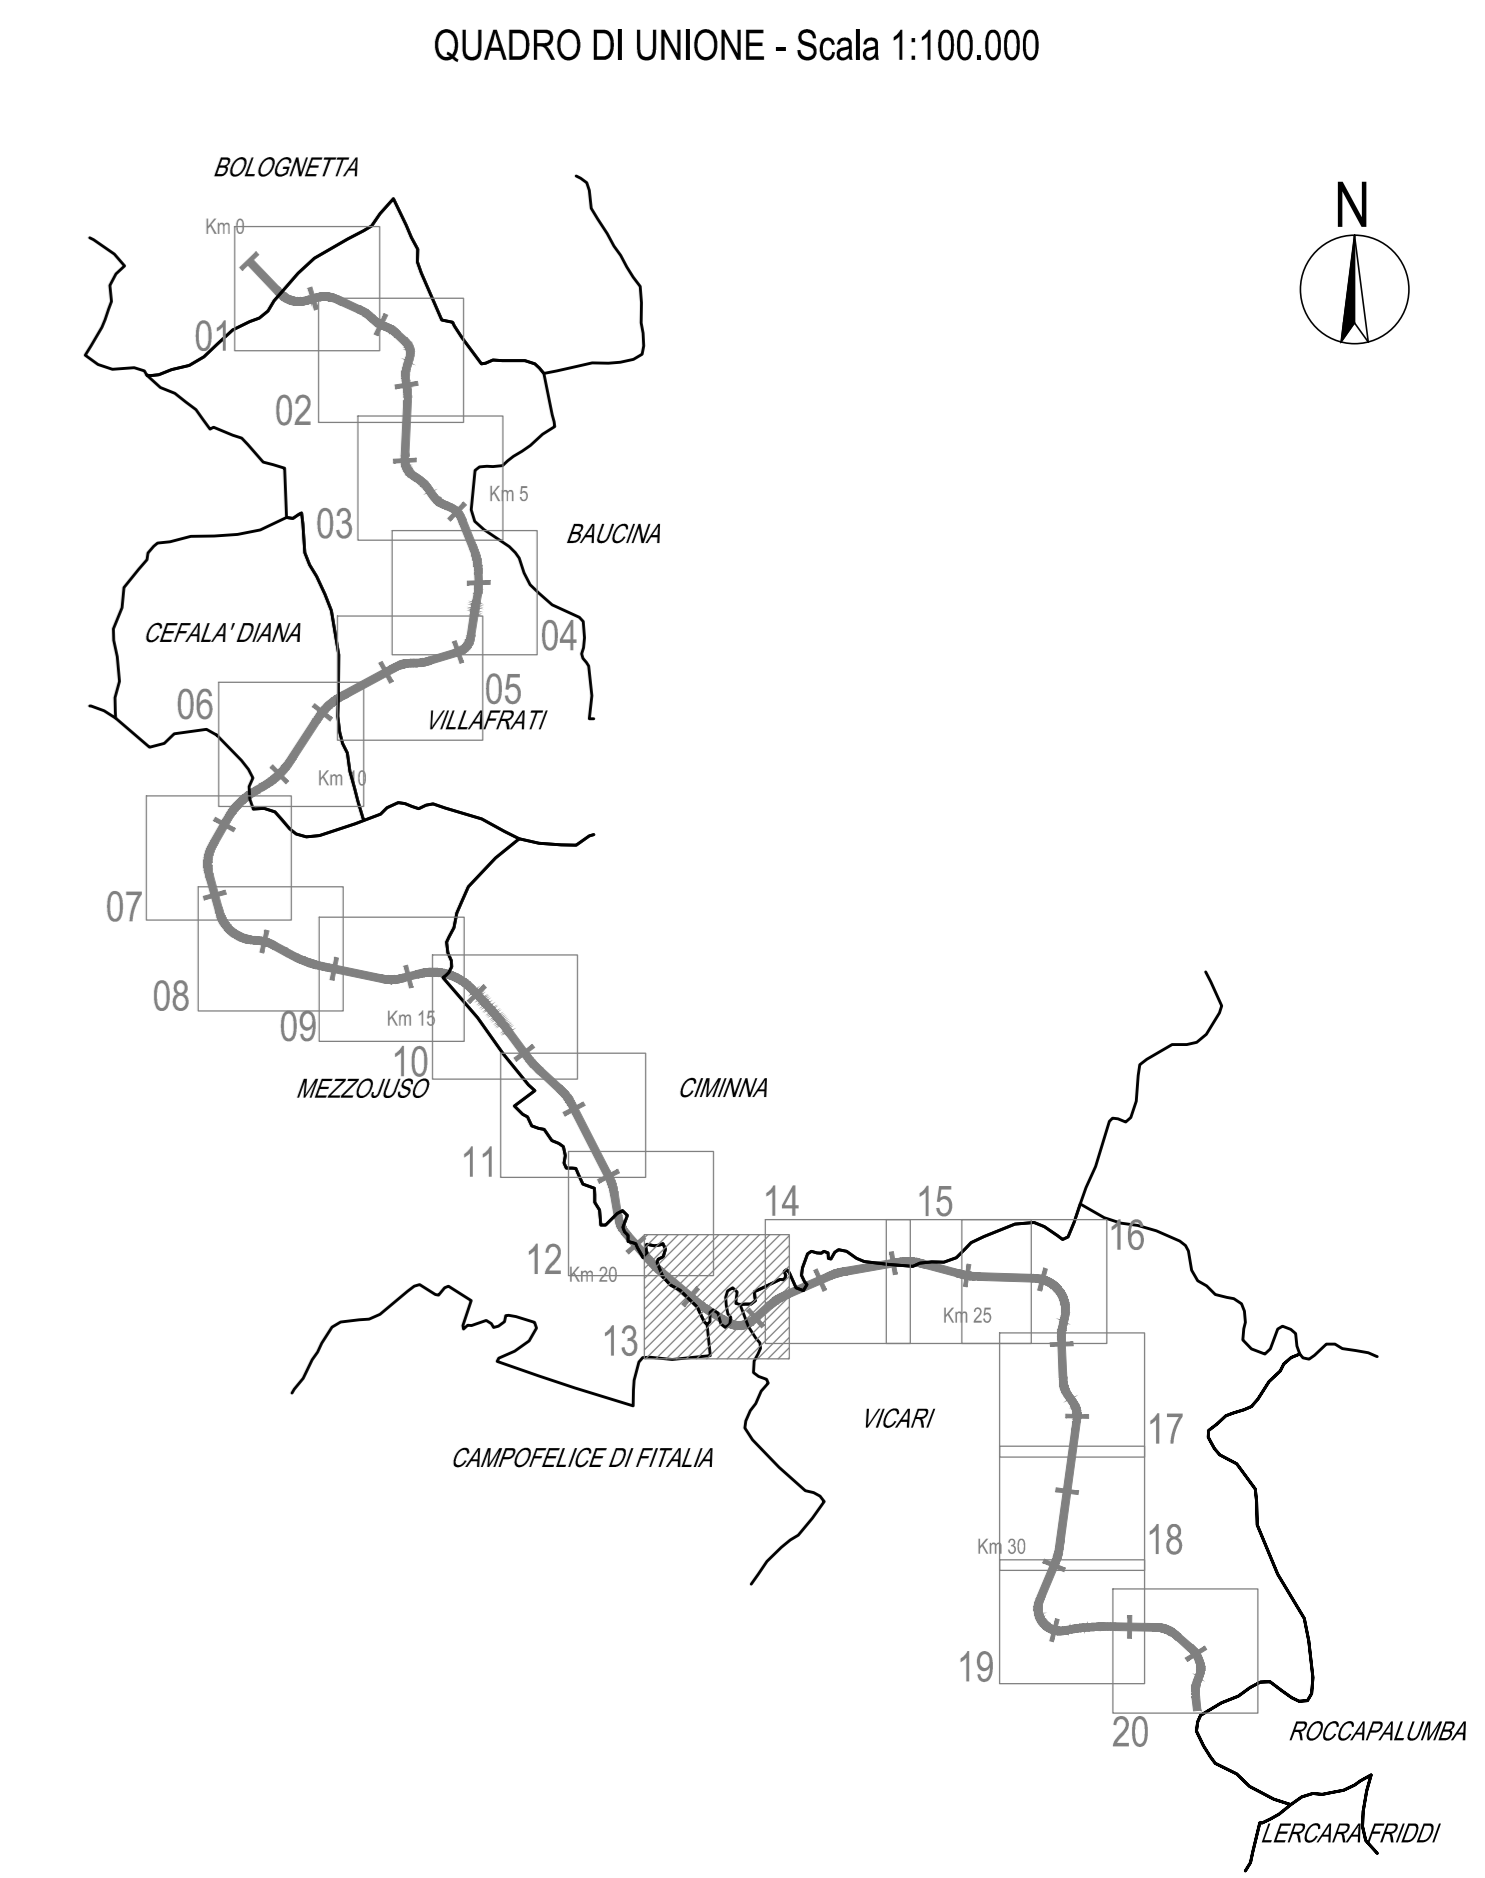 QUADRO DI UNIONE - Scala 1:100.000
BOLOGNETTA
N
Km 0
01
02
Km 5
03
BAUCINA
CEFALA' DIANA
04
05
06
VILLAFRATI
Km 10
07
08
Km 15
09
10
MEZZOJUSO
CIMINNA
11
14
15
16
12
Km 20
Km 25
13
VICARI
17
CAMPOFELICE DI FITALIA
Km 30
18
19
20
ROCCAPALUMBA
LERCARA FRIDDI